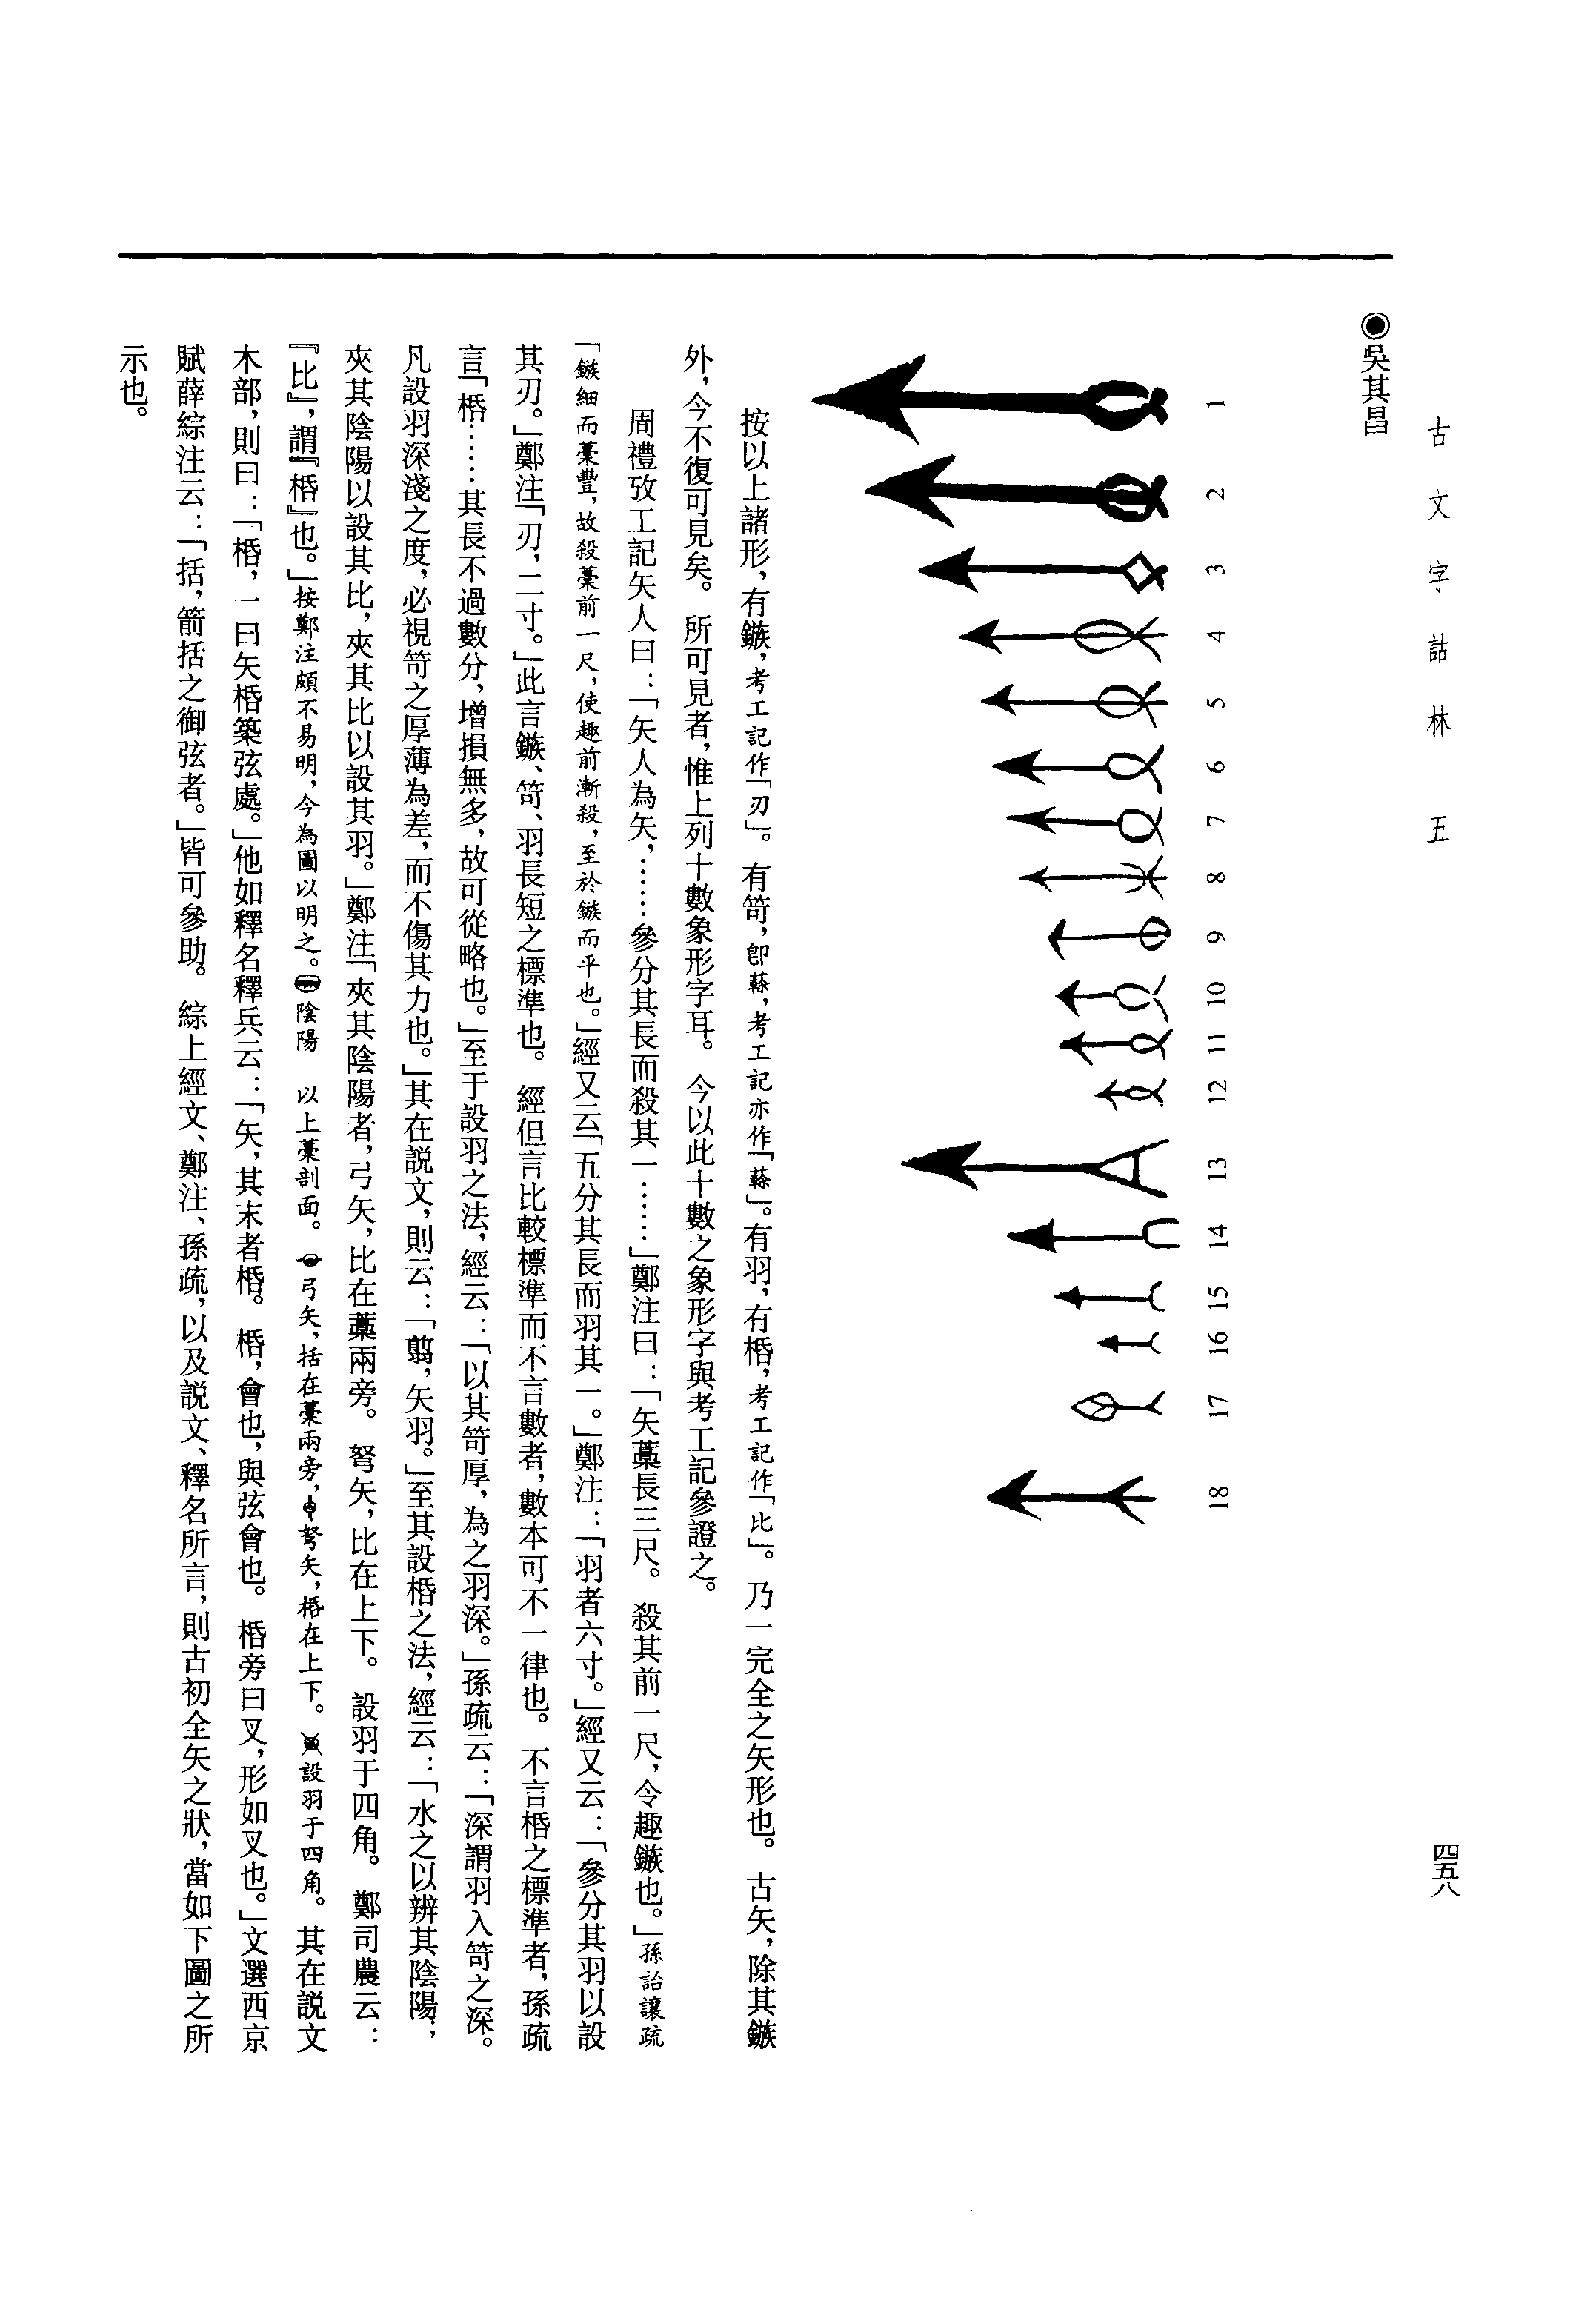 古文字詁林 五
四五八
◉吳其昌
1 2 3 4 5 6 7 8 9 10 11 12 13 14 15 16 17 18
按以上諸形，有鏃，考工記作「刃」。有笴，卽䕭，考工記亦作「䕭」。有羽，有桰，考工記作「比」。乃一完全之矢形也。古矢，除其鏃
外，今不復可見矣。所可見者，惟上列十數象形字耳。今以此十數之象形字與考工記參證之。
周禮攷工記矢人曰：「矢人為矢，……參分其長而殺其一……」鄭注曰：「矢藁長三尺。殺其前一尺，令趣鏃也。」孫詒讓疏
「鏃細而藁豐，故殺藁前一尺，使趣前漸殺，至於鏃而平也。」經又云「五分其長而羽其一。」鄭注：「羽者六寸。」經又云：「參分其羽以設
其刃。」鄭注「刃，二寸。」此言鏃、笴、羽長短之標準也。經但言比較標準而不言數者，數本可不一律也。不言桰之標準者，孫疏
言「桰……其長不過數分，增損無多，故可從略也。」至于設羽之法，經云：「以其笴厚，為之羽深。」孫疏云：「深謂羽入笴之深。
凡設羽深淺之度，必視笴之厚薄為差，而不傷其力也。」其在説文，則云：「翦，矢羽。」至其設桰之法，經云：「水之以辨其陰陽，
夾其陰陽以設其比，夾其比以設其羽。」鄭注「夾其陰陽者，弓矢，比在藁兩旁。弩矢，比在上下。設羽于四角。鄭司農云：
『比』，謂『桰』也。」按鄭注頗不易明，今為圖以明之。陰陽 以上藁剖面。弓矢，括在藁兩旁，弩矢，桰在上下。設羽于四角。其在説文
木部，則曰：「桰，一曰矢桰築弦處。」他如釋名釋兵云：「矢，其末者桰。桰，會也，與弦會也。桰旁曰叉，形如叉也。」文選西京
賦薛綜注云：「括，箭括之御弦者。」皆可參助。綜上經文、鄭注、孫疏，以及説文、釋名所言，則古初全矢之狀，當如下圖之所
示也。